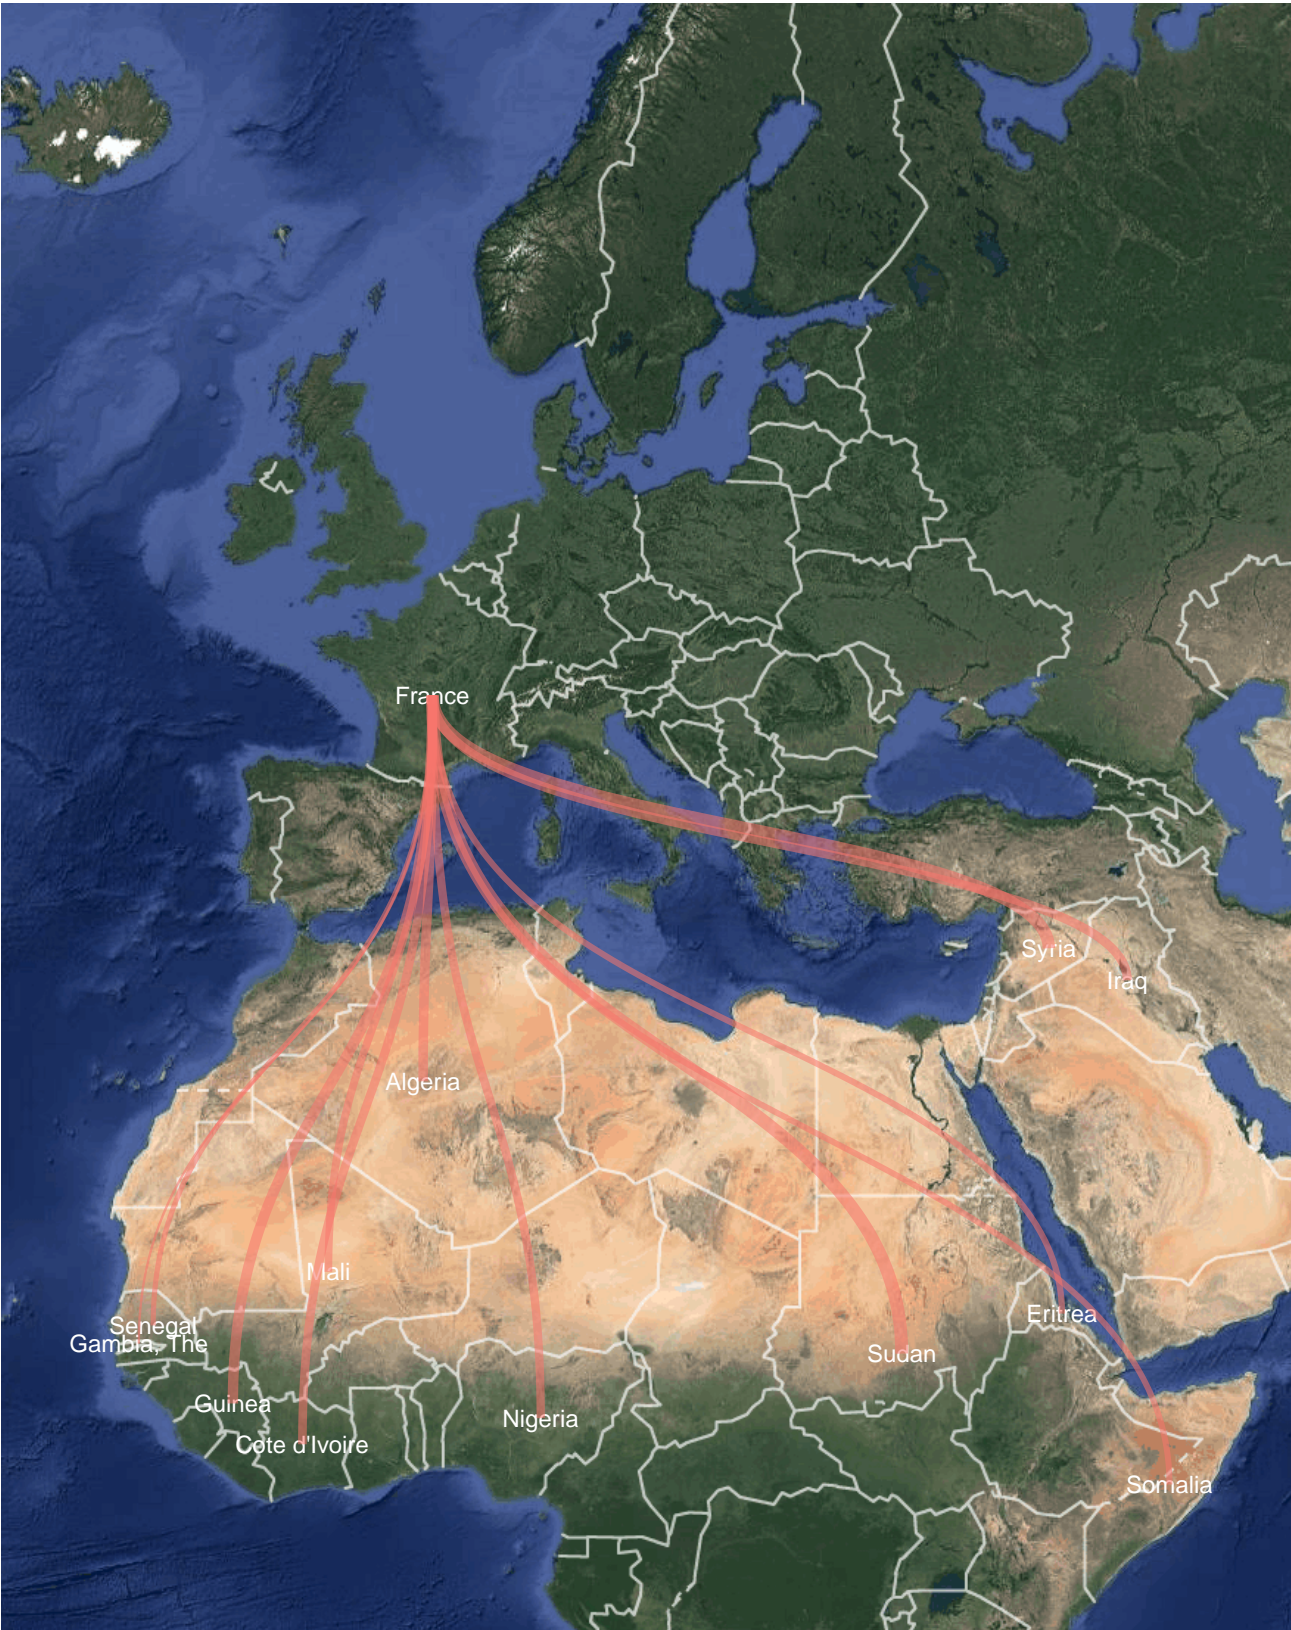 France
Syria
Iraq
Algeria
Mali
Eritrea
Senegal
Gambia, The
Sudan
Guinea
Nigeria
Cote d'Ivoire
Somalia